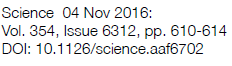 Science  04 Nov 2016:
Vol. 354, Issue 6312, pp. 610-614
DOI: 10.1126/science.aaf6702